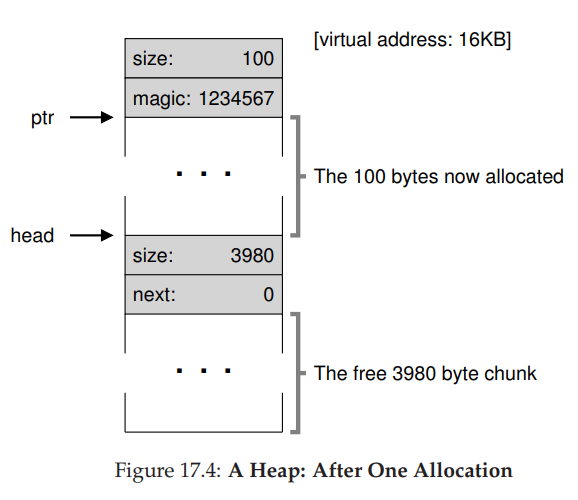 [virtual address: 16KB]
size: 100
magic: 1234567
ptr
The 100 bytes now allocated
head
size: 3980
next: 0
The free 3980 byte chunk
Figure 17.4: A Heap: After One Allocation